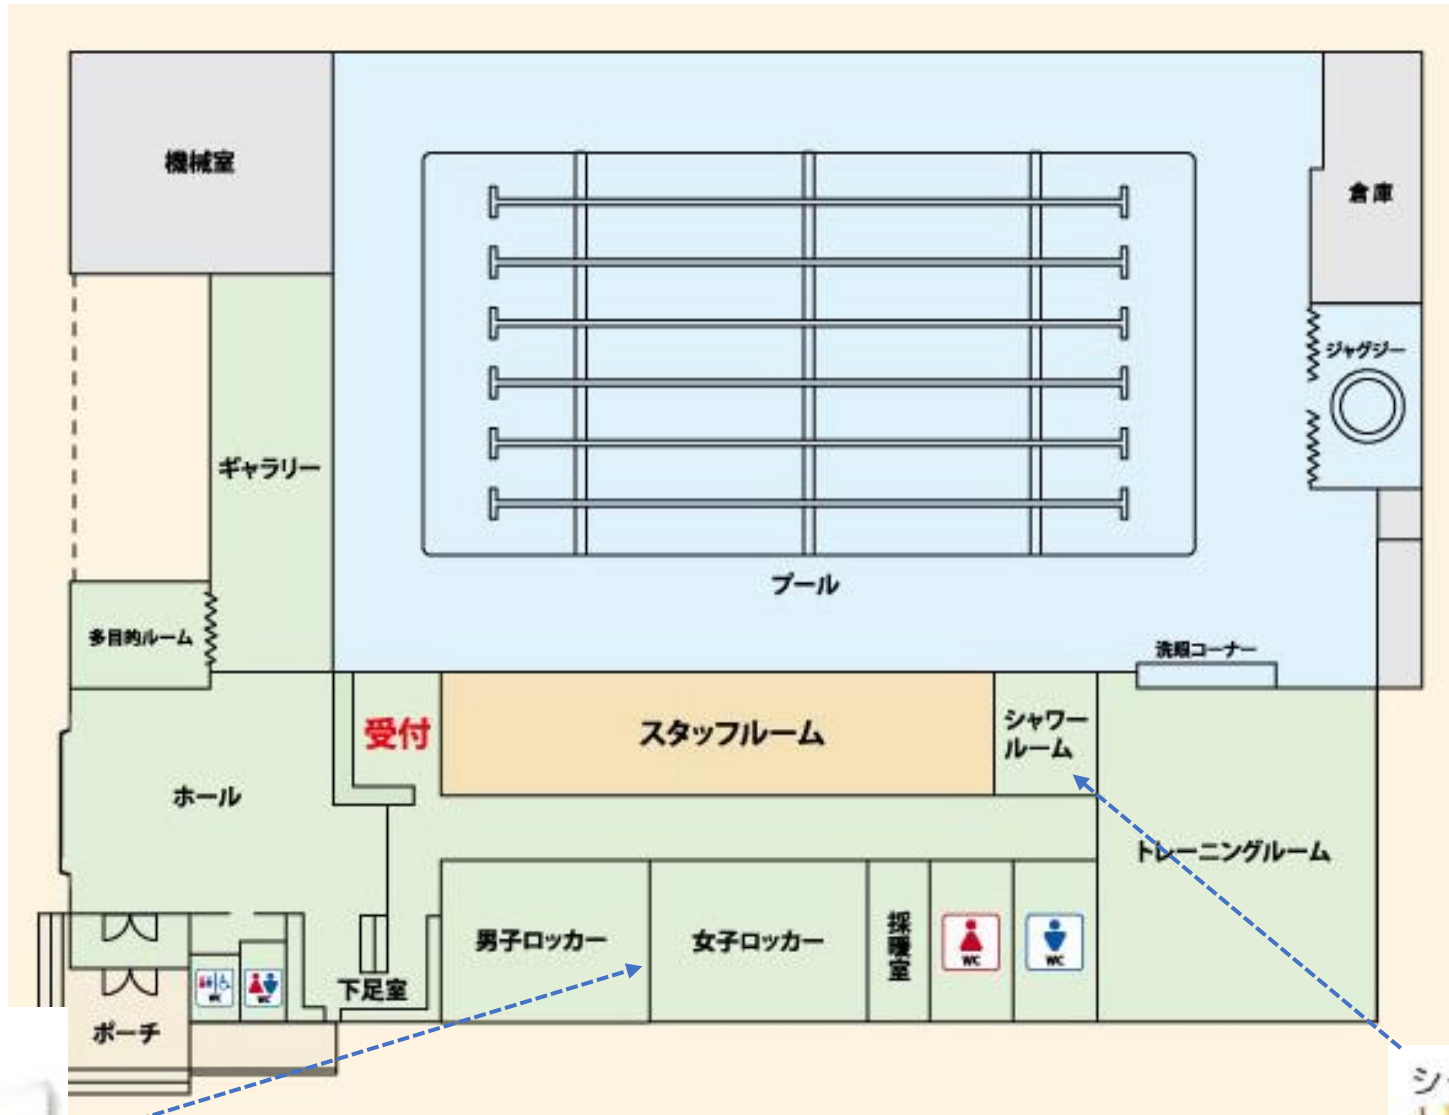 機械室
倉庫
ジャグジー
ギャラリー
プール
多目的ルーム
洗眼コーナー
受付
スタッフルーム
シャワー
ルーム
ホール
トレーニングルーム
男子ロッカー
女子ロッカー
採暖室
WC
WC
WC
WC
下足室
ポーチ